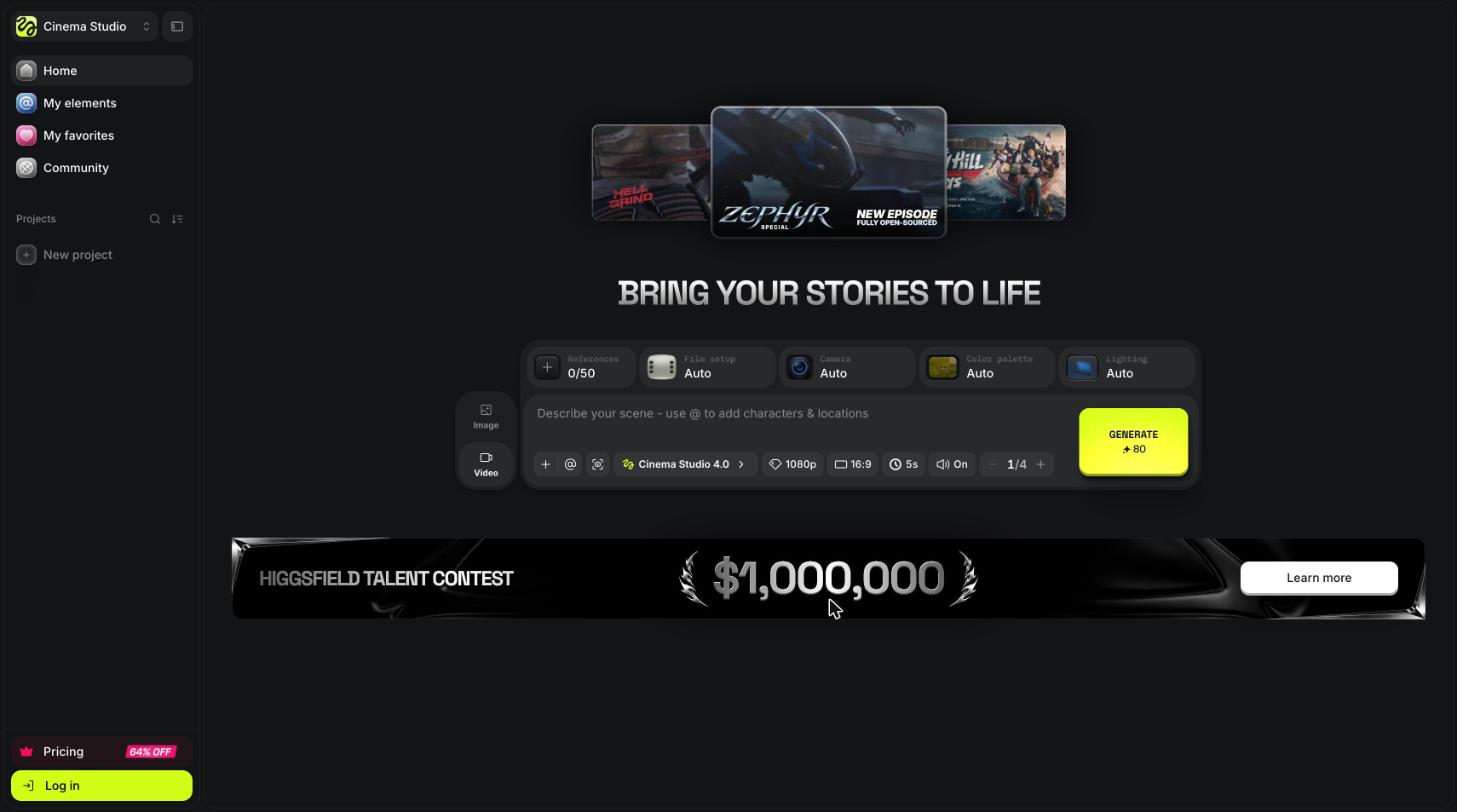 Cinema Studio
Home
My elements
My favorites
Community
Projects
New project
Pricing
64% OFF
Log in
HELL
GRIND
ZEPHYR
SPECIAL
NEW EPISODE
FULLY OPEN-SOURCED
HILL
BRING YOUR STORIES TO LIFE
References
0/50
Film setup
Auto
Camera
Auto
Color palette
Auto
Lighting
Auto
Image
Video
Describe your scene - use @ to add characters & locations
Cinema Studio 4.0
1080p
16:9
5s
On
1/4
GENERATE
80
HIGGSFIELD TALENT CONTEST
$1,000,000
Learn more